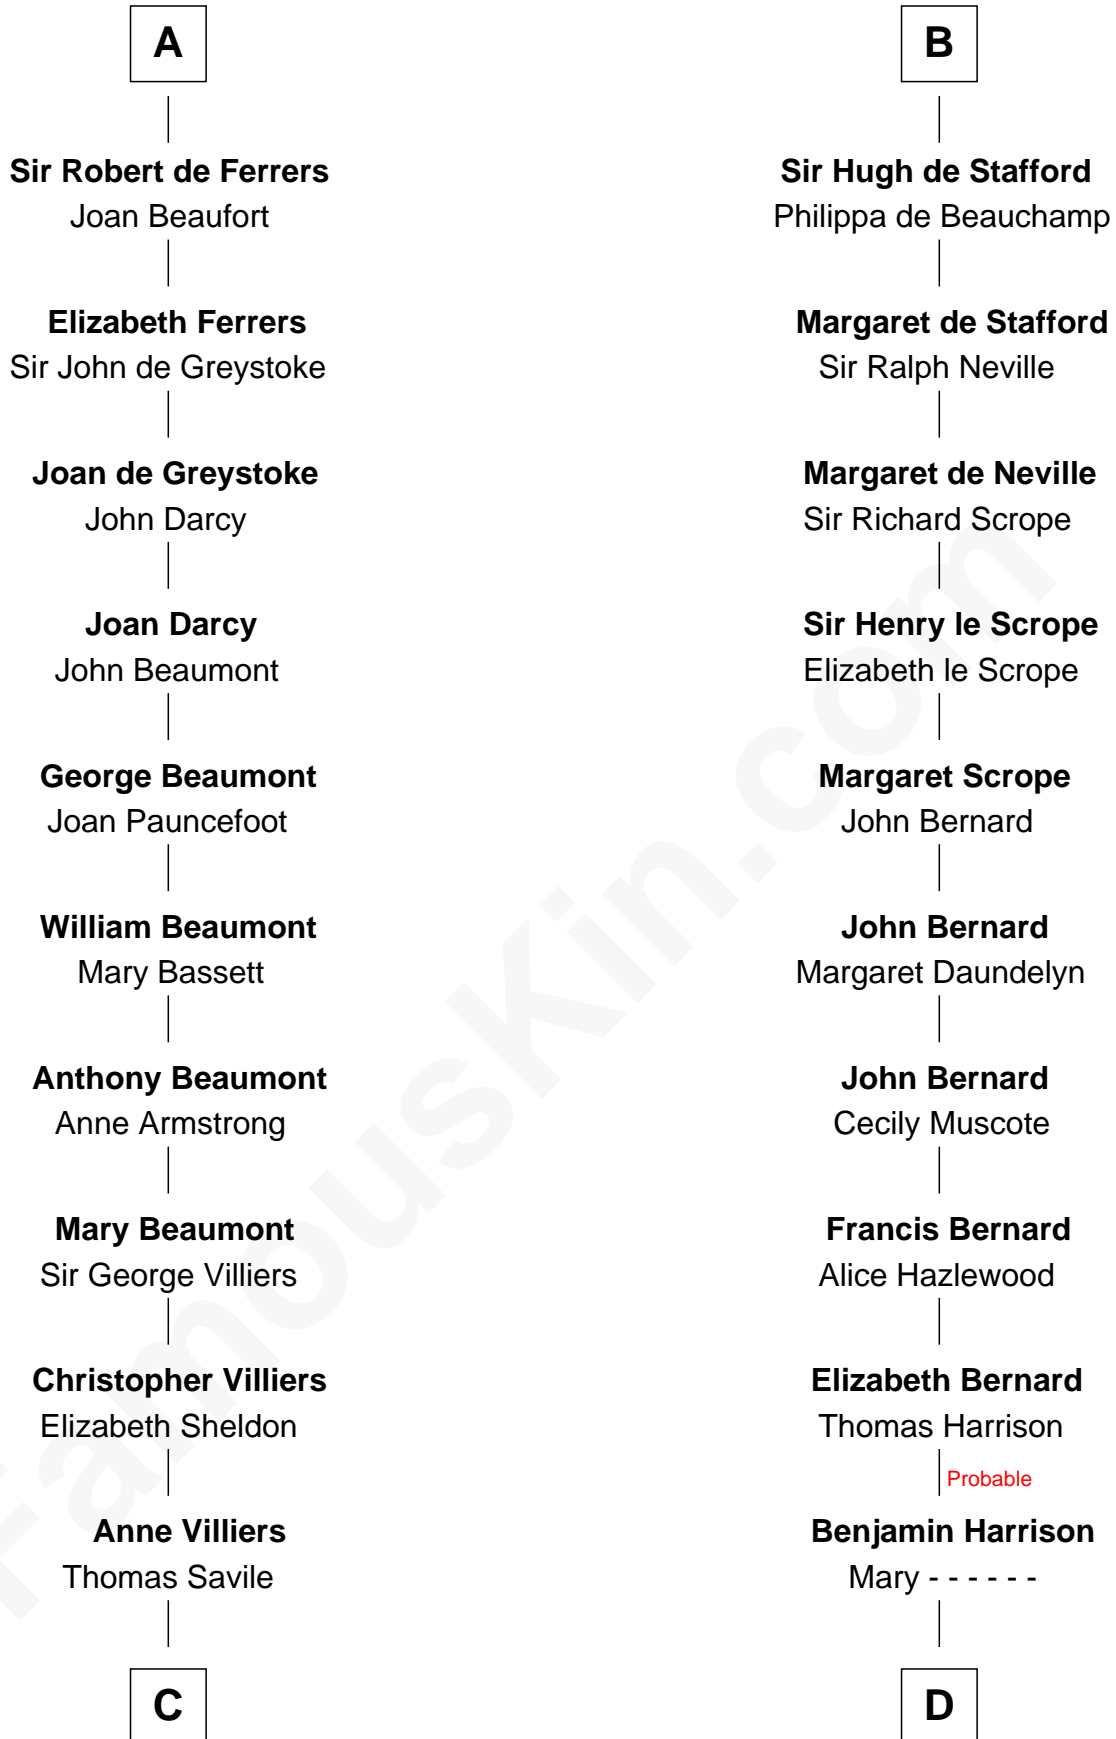 A
Sir Robert de Ferrers
Joan Beaufort
Elizabeth Ferrers
Sir John de Greystoke
Joan de Greystoke
John Darcy
Joan Darcy
John Beaumont
George Beaumont
Joan Pauncefoot
William Beaumont
Mary Bassett
Anthony Beaumont
Anne Armstrong
Mary Beaumont
Sir George Villiers
Christopher Villiers
Elizabeth Sheldon
Anne Villiers
Thomas Savile
C
B
Sir Hugh de Stafford
Philippa de Beauchamp
Margaret de Stafford
Sir Ralph Neville
Margaret de Neville
Sir Richard Scrope
Sir Henry le Scrope
Elizabeth le Scrope
Margaret Scrope
John Bernard
John Bernard
Margaret Daundelyn
John Bernard
Cecily Muscote
Francis Bernard
Alice Hazlewood
Elizabeth Bernard
Thomas Harrison
Probable
Benjamin Harrison
Mary - - - - - -
D
FamousKin.com